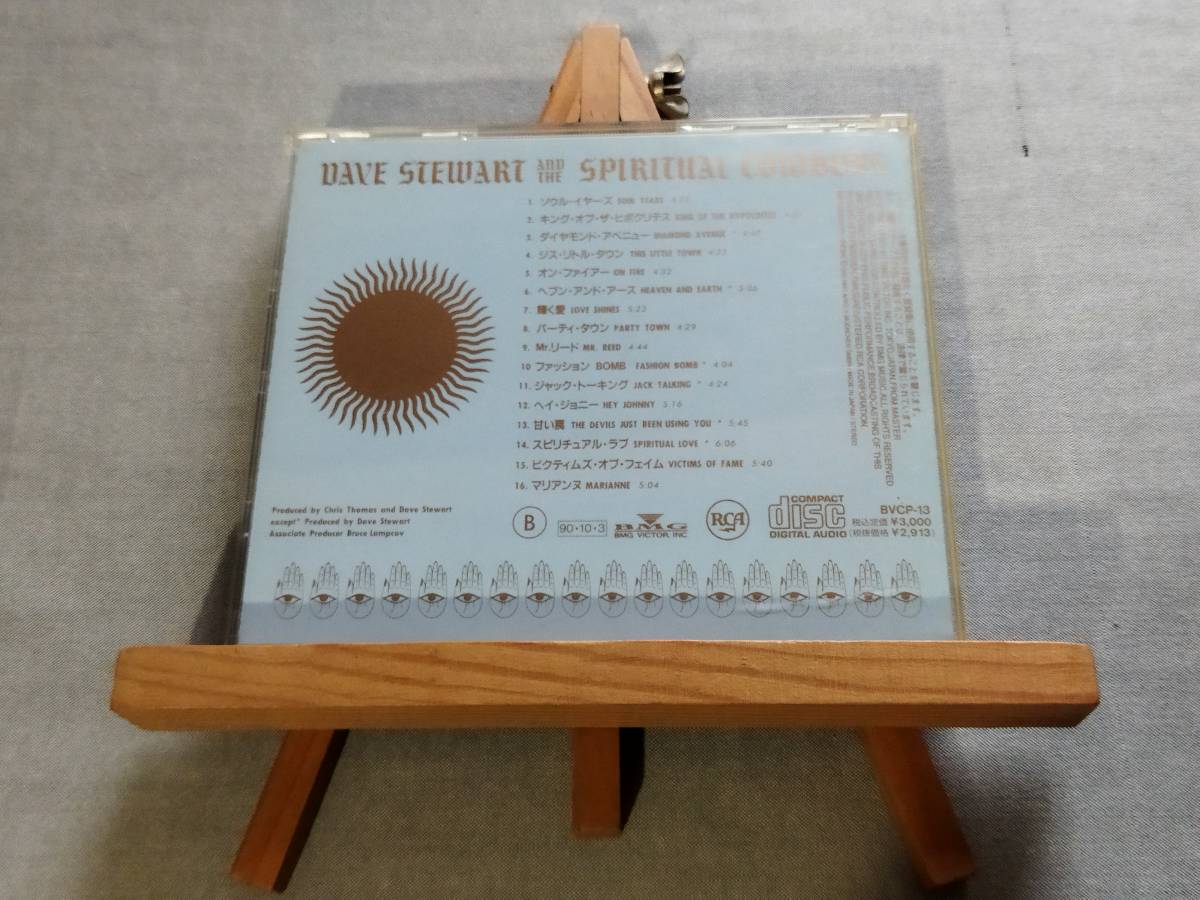 DAVE STEWART AND THE SPIRITUAL COWBOYS
1. ソウル・イヤーズ SOUL YEARS
2. キング・オブ・ザ・ヒポクリテス KING OF THE HYPOCRITES
3. ダイヤモンド・アベニュー DIAMOND AVENUE * 4:47
4. ジス・リトル・タウン THIS LITTLE TOWN 4:23
5. オン・ファイアー ON FIRE 4:32
6. ヘブン・アンド・アース HEAVEN AND EARTH * 5:06
7. 輝く愛 LOVE SHINES 5:23
8. パーティ・タウン PARTY TOWN 4:29
9. Mr.リード MR. REED 4:44
10 ファッション BOMB FASHION BOMB * 4:04
11. ジャック・トーキング JACK TALKING * 4:24
12. ヘイ・ジョニー HEY JOHNNY 5:16
13. 甘い罠 THE DEVILS JUST BEEN USING YOU * 5:45
14. スピリチュアル・ラブ SPIRITUAL LOVE * 6:06
15. ビクティムズ・オブ・フェイム VICTIMS OF FAME 5:40
16. マリアンヌ MARIANNE 5:04
Produced by Chris Thomas and Dave Stewart
except* Produced by Dave Stewart
Associate Producer Bruce Lampcov
B
90・10・3
BMG
BMG VICTOR, INC.
RCA
COMPACT
disc
DIGITAL AUDIO
BVCP-13
税込定価 ¥3,000
(税抜価格 ¥2,913)